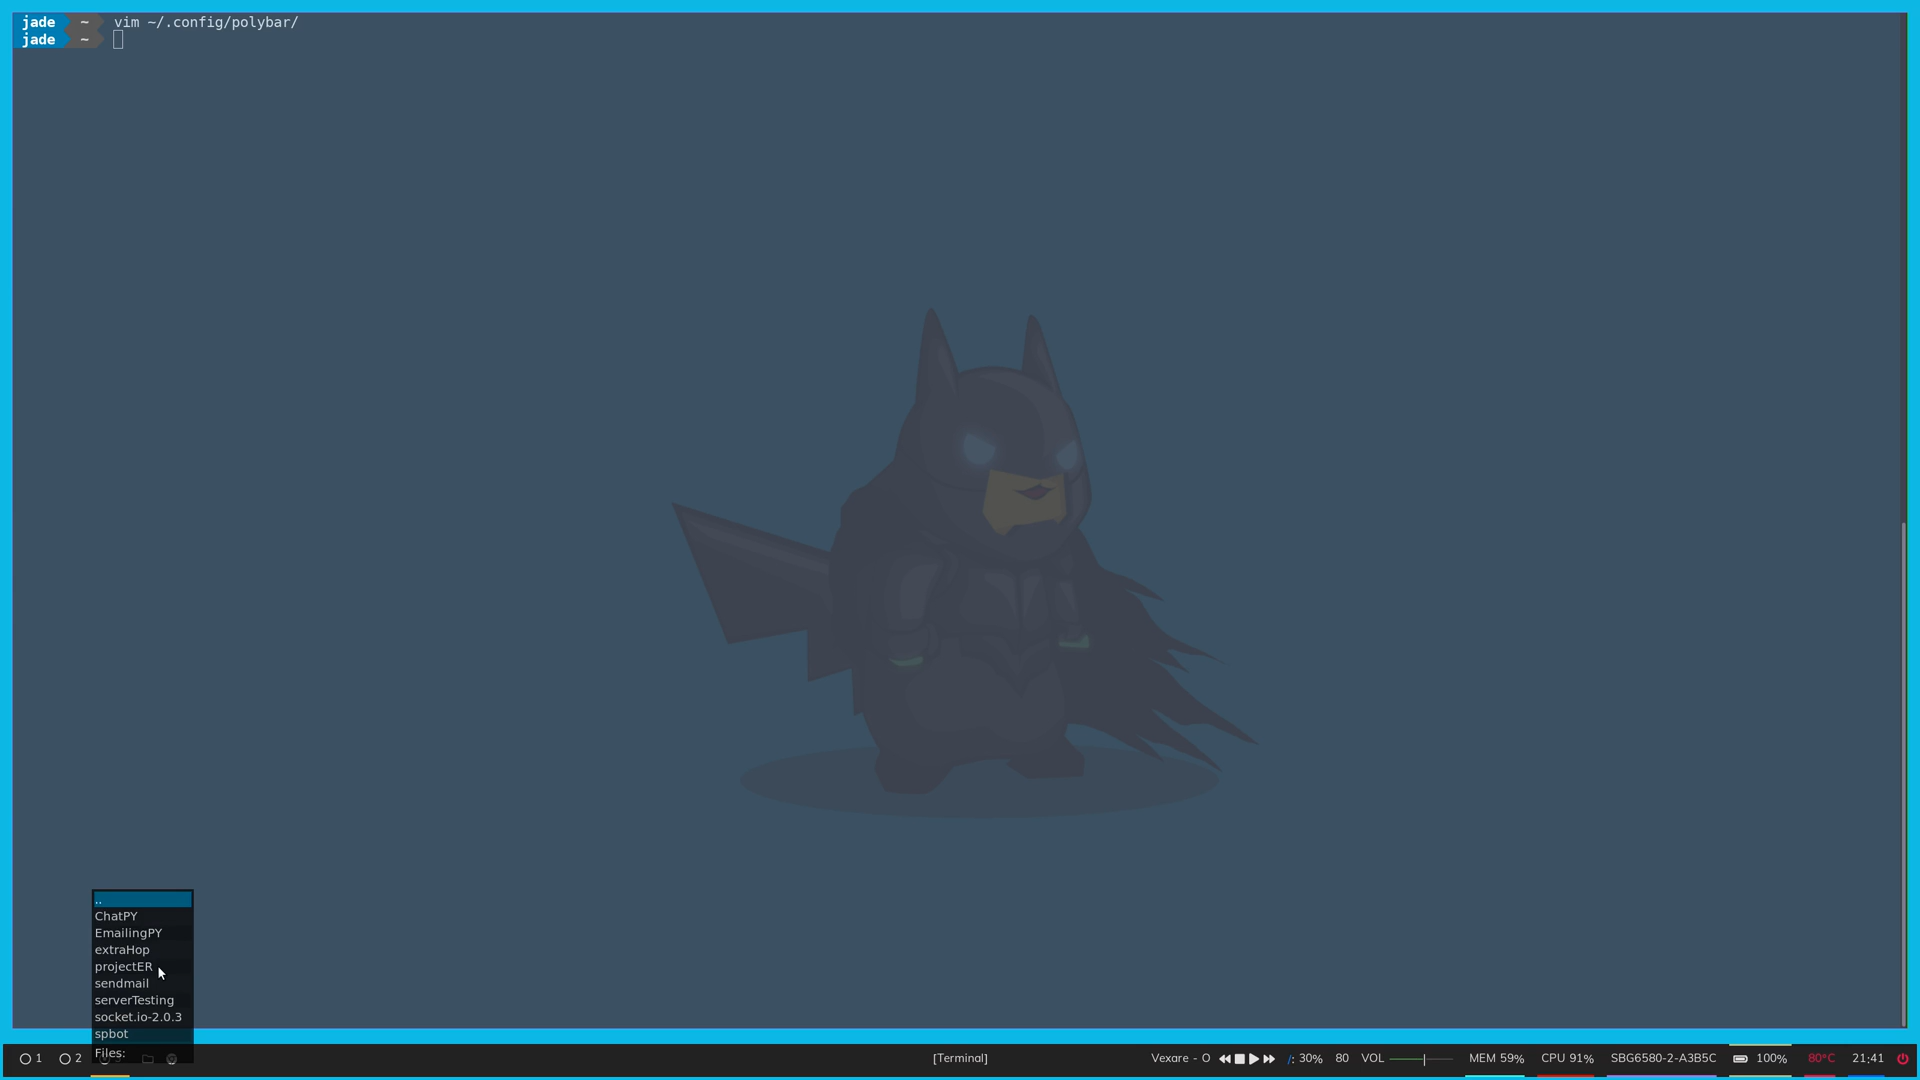 jade ~ vim ~/.config/polybar/
jade ~
..
ChatPY
EmailingPY
extraHop
projectER
sendmail
serverTesting
socket.io-2.0.3
spbot
Files:
1 2 [Terminal] Vexare - O /: 30% 80 VOL MEM 59% CPU 91% SBG6580-2-A3B5C 100% 80°C 21;41